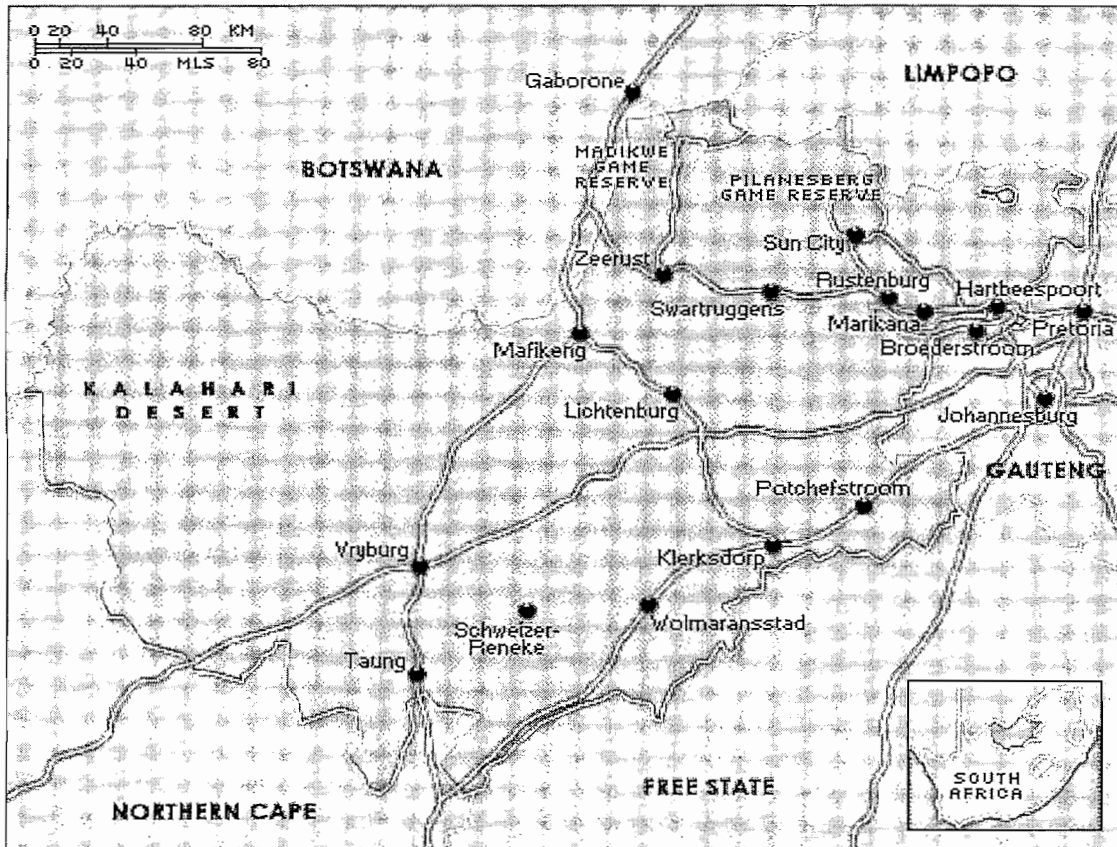 0 20 80 KM
0 20 40 MLS 80
Gaborone
LIMPOPO
BOTSWANA
MADIKWE
GAME
RESERVE
PILANESBERG
GAME RESERVE
Sun City
Zeerust
Rustenburg
Hartbeespoort
Swartruggens
Marikana
Pretoria
Broederstroom
Mafikeng
KALAHARI
DESERT
Lichtenburg
Johannesburg
GAUTENG
Potchefstroom
Vryburg
Klerksdorp
Schweizer-
Reneke
Wolmaransstad
Taung
SOUTH
AFRICA
FREE STATE
NORTHERN CAPE